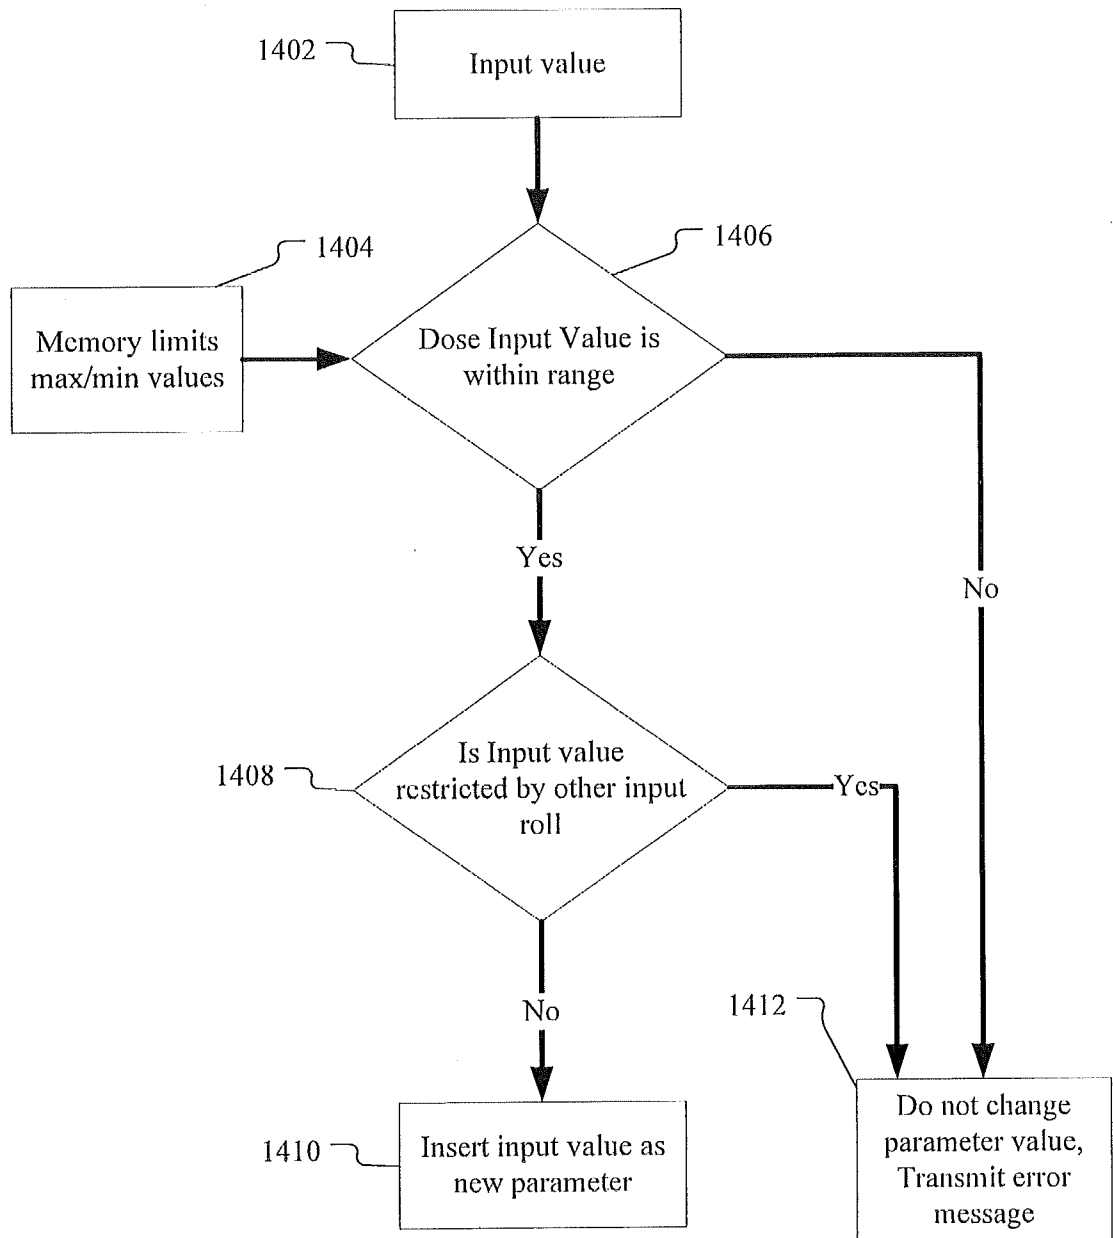 1402
Input value
1404
1406
Memory limits
max/min values
Dose Input Value is
within range
Yes
No
1408
Is Input value
restricted by other input
roll
Yes
No
1412
1410
Insert input value as
new parameter
Do not change
parameter value,
Transmit error
message